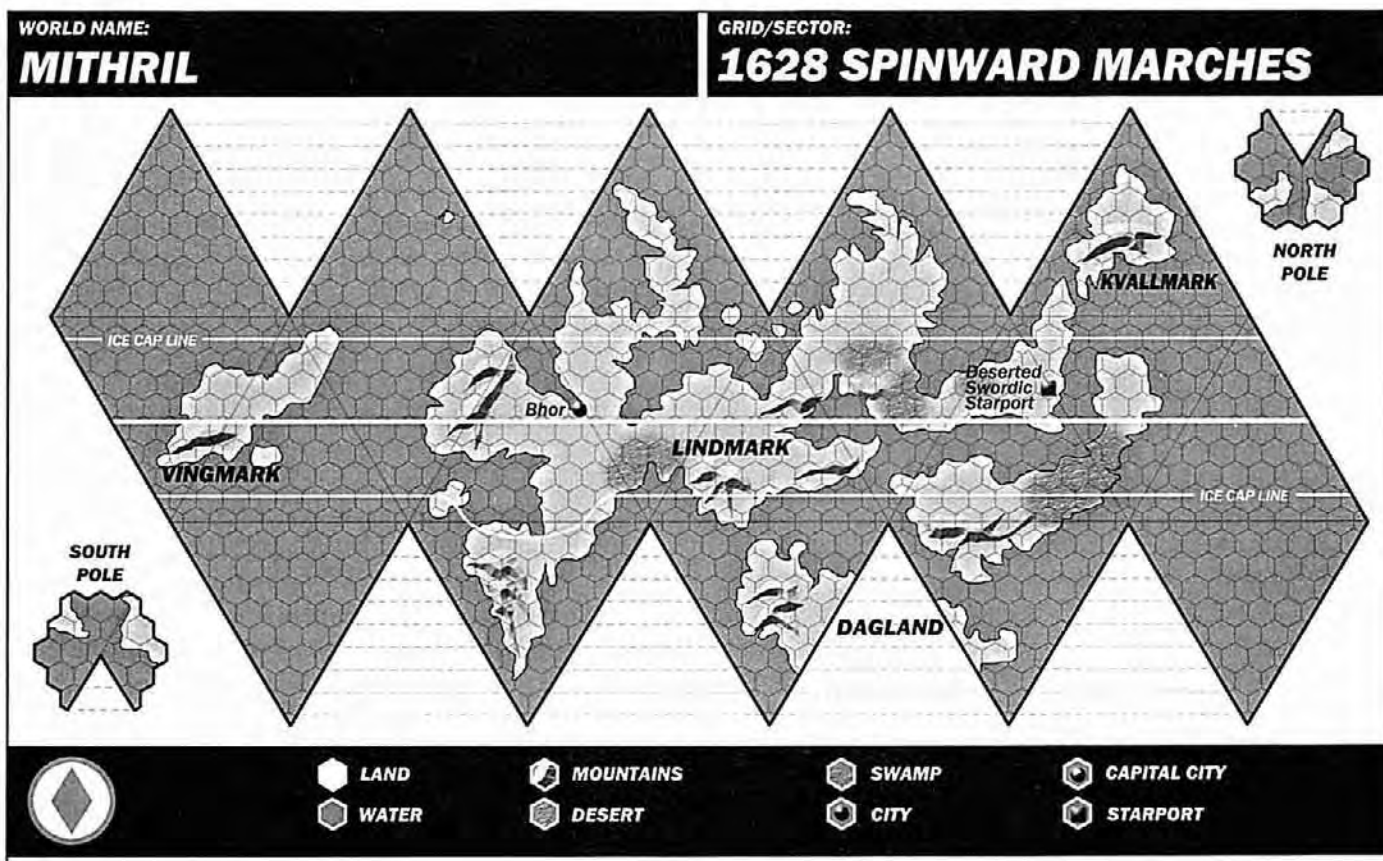 WORLD NAME:
MITHRIL
GRID/SECTOR:
1628 SPINWARD MARCHES
NORTH
POLE
KVALLMARK
ICE CAP LINE
Deserted
Swordic
Starport
Bhor
LINDMARK
VINGMARK
ICE CAP LINE
SOUTH
POLE
DAGLAND
LAND
MOUNTAINS
SWAMP
CAPITAL CITY
WATER
DESERT
CITY
STARPORT